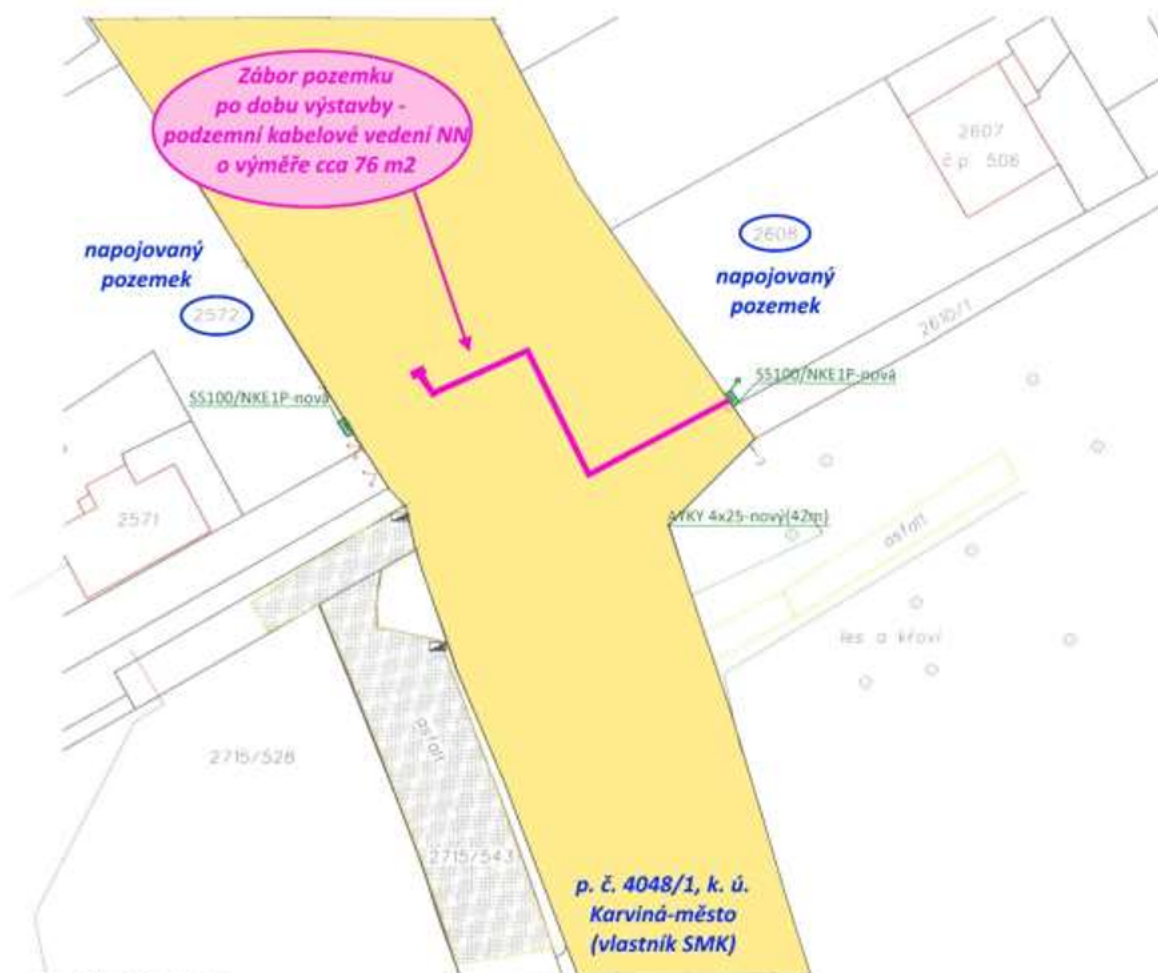 Zábor pozemku
po dobu výstavby -
podzemní kabelové vedení NN
o výměře cca 76 m2
2607
č.p. 506
napojovaný
pozemek
2572
2608
napojovaný
pozemek
2610/1
SS100/NKE1P-nová
SS100/NKE1P-nová
2571
AYKY 4x25-nový(42m)
asfalt
les a křoví
2715/528
asfalt
2715/543
p. č. 4048/1, k. ú.
Karviná-město
(vlastník SMK)